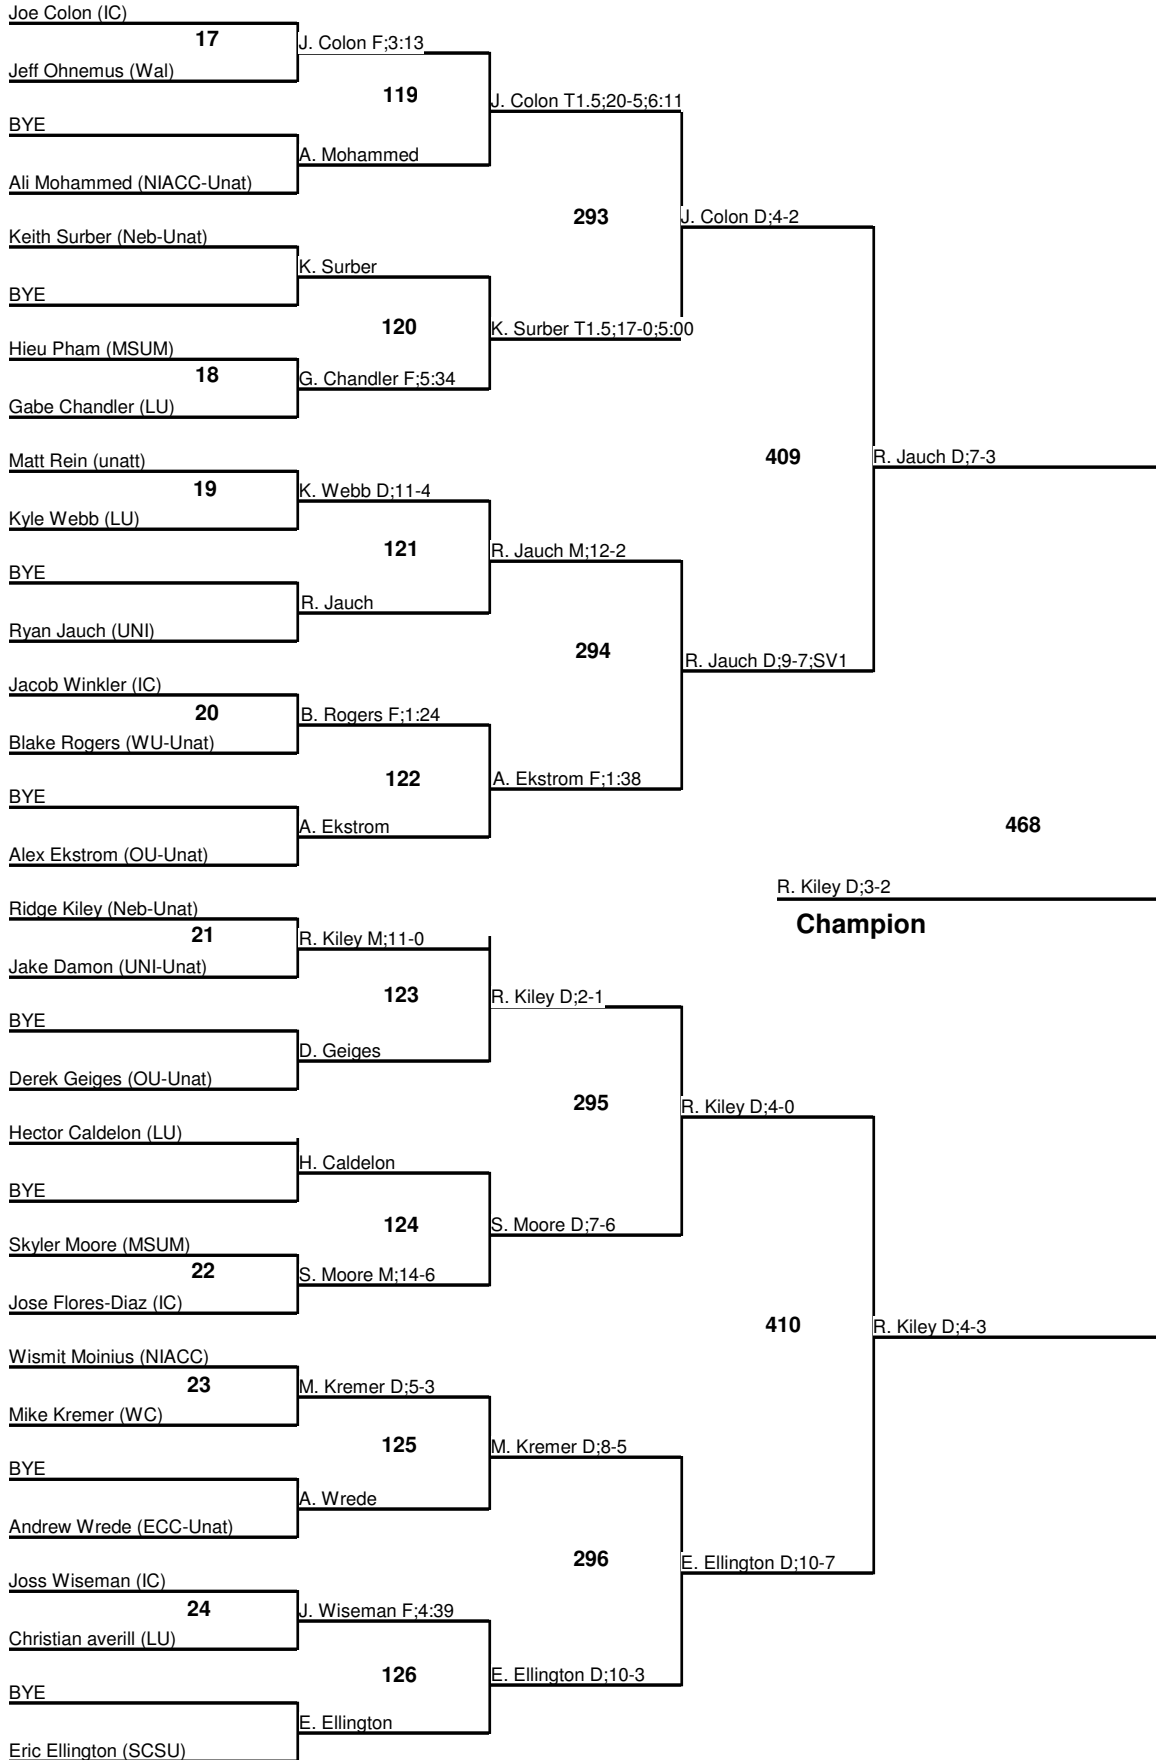 Joe Colon (IC)
17
J. Colon F;3:13
Jeff Ohnemus (Wal)
119
J. Colon T1.5;20-5;6:11
BYE
A. Mohammed
Ali Mohammed (NIACC-Unat)
293
J. Colon D;4-2
Keith Surber (Neb-Unat)
K. Surber
BYE
120
K. Surber T1.5;17-0;5:00
Hieu Pham (MSUM)
18
G. Chandler F;5:34
Gabe Chandler (LU)
409
R. Jauch D;7-3
Matt Rein (unatt)
19
K. Webb D;11-4
Kyle Webb (LU)
121
R. Jauch M;12-2
BYE
R. Jauch
Ryan Jauch (UNI)
294
R. Jauch D;9-7;SV1
Jacob Winkler (IC)
20
B. Rogers F;1:24
Blake Rogers (WU-Unat)
122
A. Ekstrom F;1:38
BYE
A. Ekstrom
Alex Ekstrom (OU-Unat)
468
R. Kiley D;3-2
Champion
Ridge Kiley (Neb-Unat)
21
R. Kiley M;11-0
Jake Damon (UNI-Unat)
123
R. Kiley D;2-1
BYE
D. Geiges
Derek Geiges (OU-Unat)
295
R. Kiley D;4-0
Hector Caldelon (LU)
H. Caldelon
BYE
124
S. Moore D;7-6
Skyler Moore (MSUM)
22
S. Moore M;14-6
Jose Flores-Diaz (IC)
410
R. Kiley D;4-3
Wismit Moinius (NIACC)
23
M. Kremer D;5-3
Mike Kremer (WC)
125
M. Kremer D;8-5
BYE
A. Wrede
Andrew Wrede (ECC-Unat)
296
E. Ellington D;10-7
Joss Wiseman (IC)
24
J. Wiseman F;4:39
Christian averill (LU)
126
E. Ellington D;10-3
BYE
E. Ellington
Eric Ellington (SCSU)